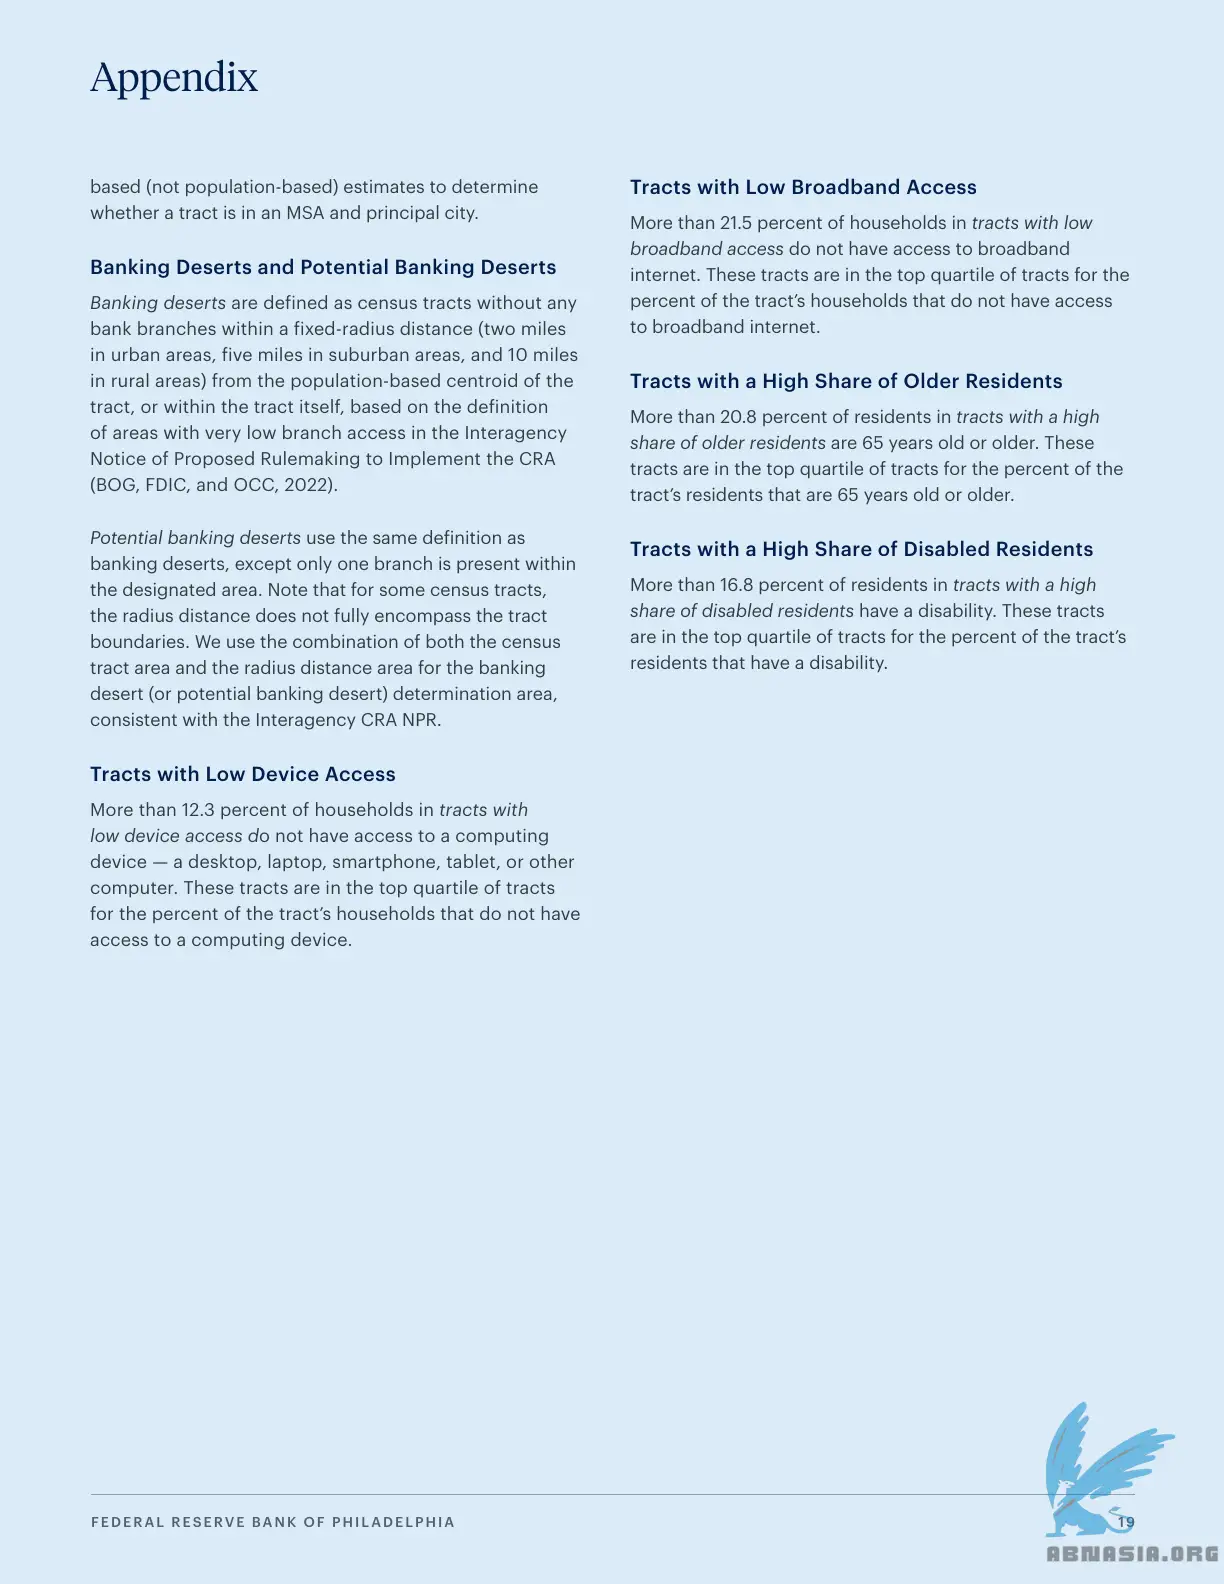 Appendix
based (not population-based) estimates to determine
whether a tract is in an MSA and principal city.
Banking Deserts and Potential Banking Deserts
Banking deserts are defined as census tracts without any
bank branches within a fixed-radius distance (two miles
in urban areas, five miles in suburban areas, and 10 miles
in rural areas) from the population-based centroid of the
tract, or within the tract itself, based on the definition
of areas with very low branch access in the Interagency
Notice of Proposed Rulemaking to Implement the CRA
(BOG, FDIC, and OCC, 2022).
Potential banking deserts use the same definition as
banking deserts, except only one branch is present within
the designated area. Note that for some census tracts,
the radius distance does not fully encompass the tract
boundaries. We use the combination of both the census
tract area and the radius distance area for the banking
desert (or potential banking desert) determination area,
consistent with the Interagency CRA NPR.
Tracts with Low Device Access
More than 12.3 percent of households in tracts with
low device access do not have access to a computing
device — a desktop, laptop, smartphone, tablet, or other
computer. These tracts are in the top quartile of tracts
for the percent of the tract’s households that do not have
access to a computing device.
Tracts with Low Broadband Access
More than 21.5 percent of households in tracts with low
broadband access do not have access to broadband
internet. These tracts are in the top quartile of tracts for the
percent of the tract’s households that do not have access
to broadband internet.
Tracts with a High Share of Older Residents
More than 20.8 percent of residents in tracts with a high
share of older residents are 65 years old or older. These
tracts are in the top quartile of tracts for the percent of the
tract’s residents that are 65 years old or older.
Tracts with a High Share of Disabled Residents
More than 16.8 percent of residents in tracts with a high
share of disabled residents have a disability. These tracts
are in the top quartile of tracts for the percent of the tract’s
residents that have a disability.
FEDERAL RESERVE BANK OF PHILADELPHIA
19
ABNASIA.ORG